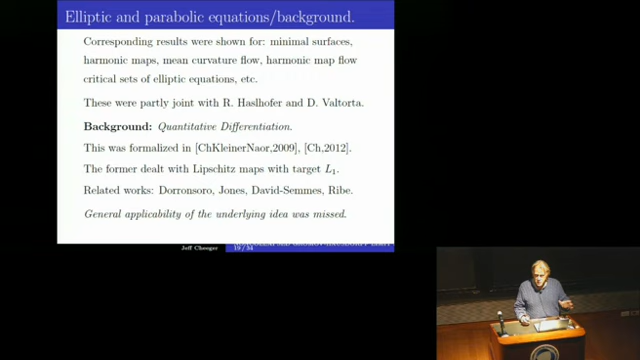 Elliptic and parabolic equations/background.
Corresponding results were shown for: minimal surfaces,
harmonic maps, mean curvature flow, harmonic map flow
critical sets of elliptic equations, etc.
These were partly joint with R. Haslhofer and D. Valtorta.
Background: Quantitative Differentiation.
This was formalized in [ChKleinerNaor,2009], [Ch,2012].
The former dealt with Lipschitz maps with target L₁.
Related works: Dorronsoro, Jones, David-Semmes, Ribe.
General applicability of the underlying idea was missed.
Jeff Cheeger
19 / 34